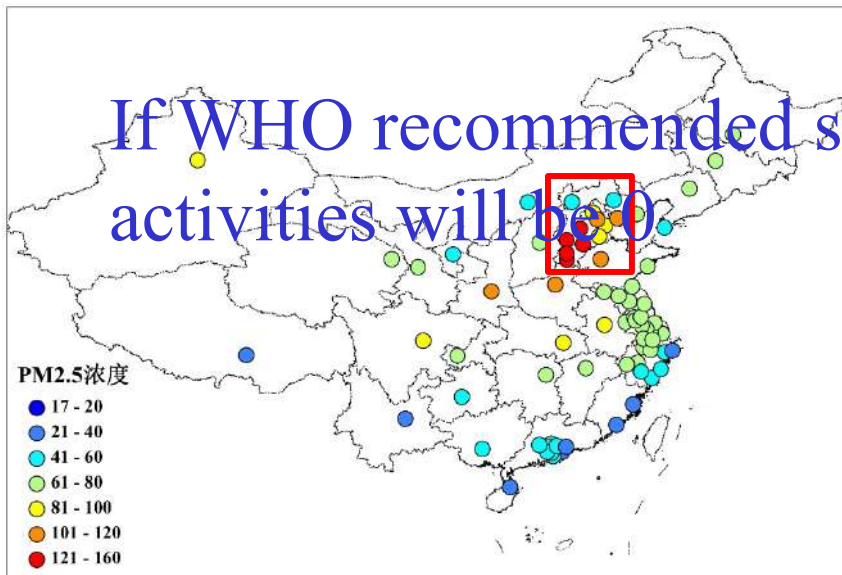 If WHO recommended s
activities will be 0
PM2.5浓度
17 - 20
21 - 40
41 - 60
61 - 80
81 - 100
101 - 120
121 - 160